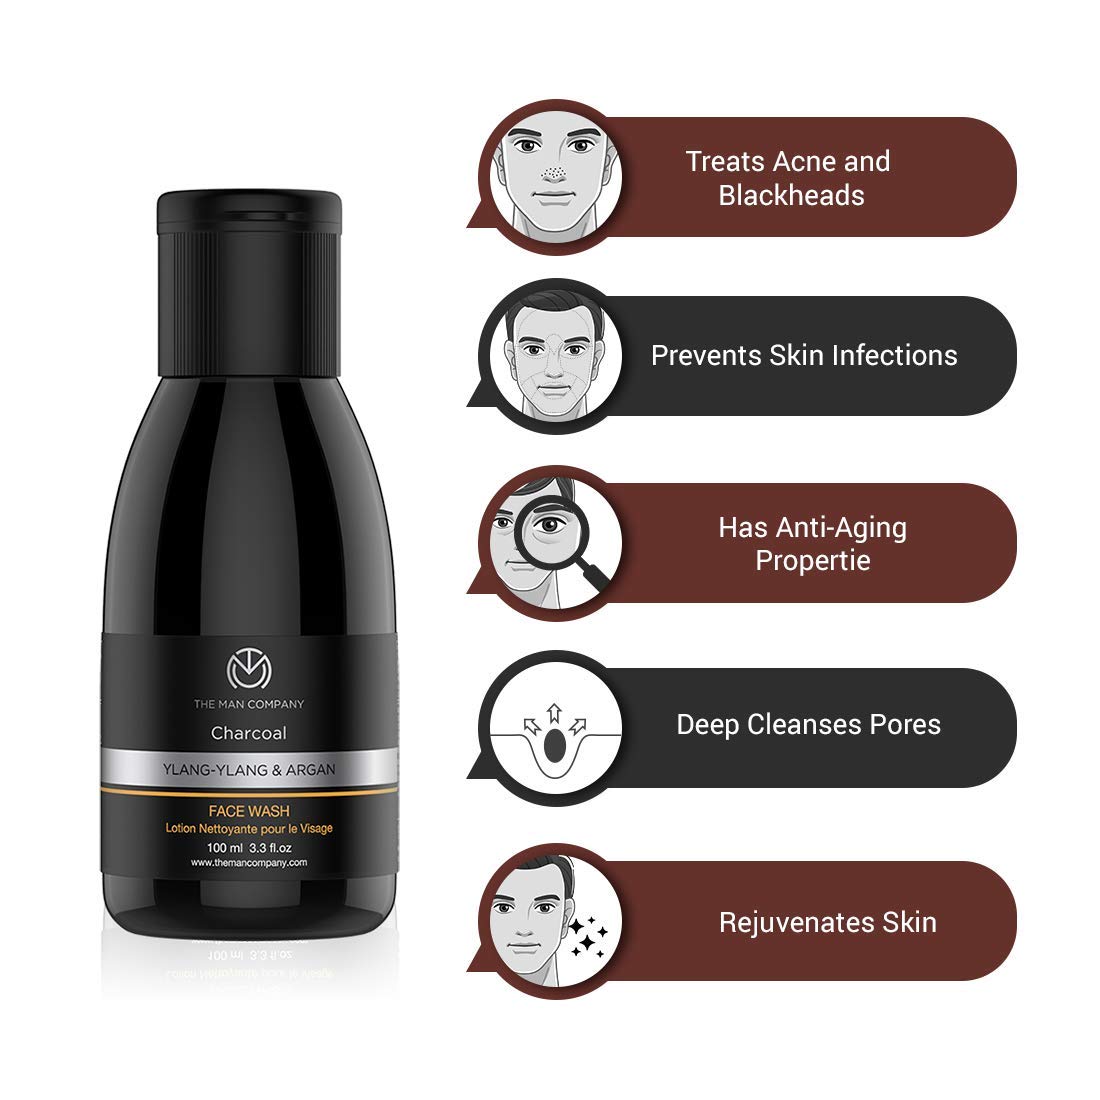 THE MAN COMPANY
Charcoal
YLANG-YLANG & ARGAN
FACE WASH
Lotion Nettoyante pour le Visage
100 ml 3.3 fl.oz
www.themancompany.com
Treats Acne and
Blackheads
Prevents Skin Infections
Has Anti-Aging
Propertie
Deep Cleanses Pores
Rejuvenates Skin